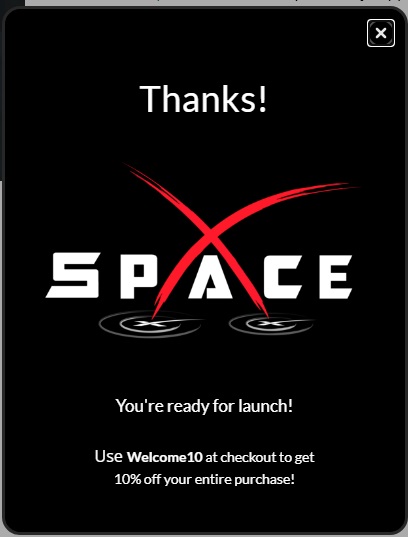 Thanks!
SPACE
You're ready for launch!
Use Welcome10 at checkout to get
10% off your entire purchase!